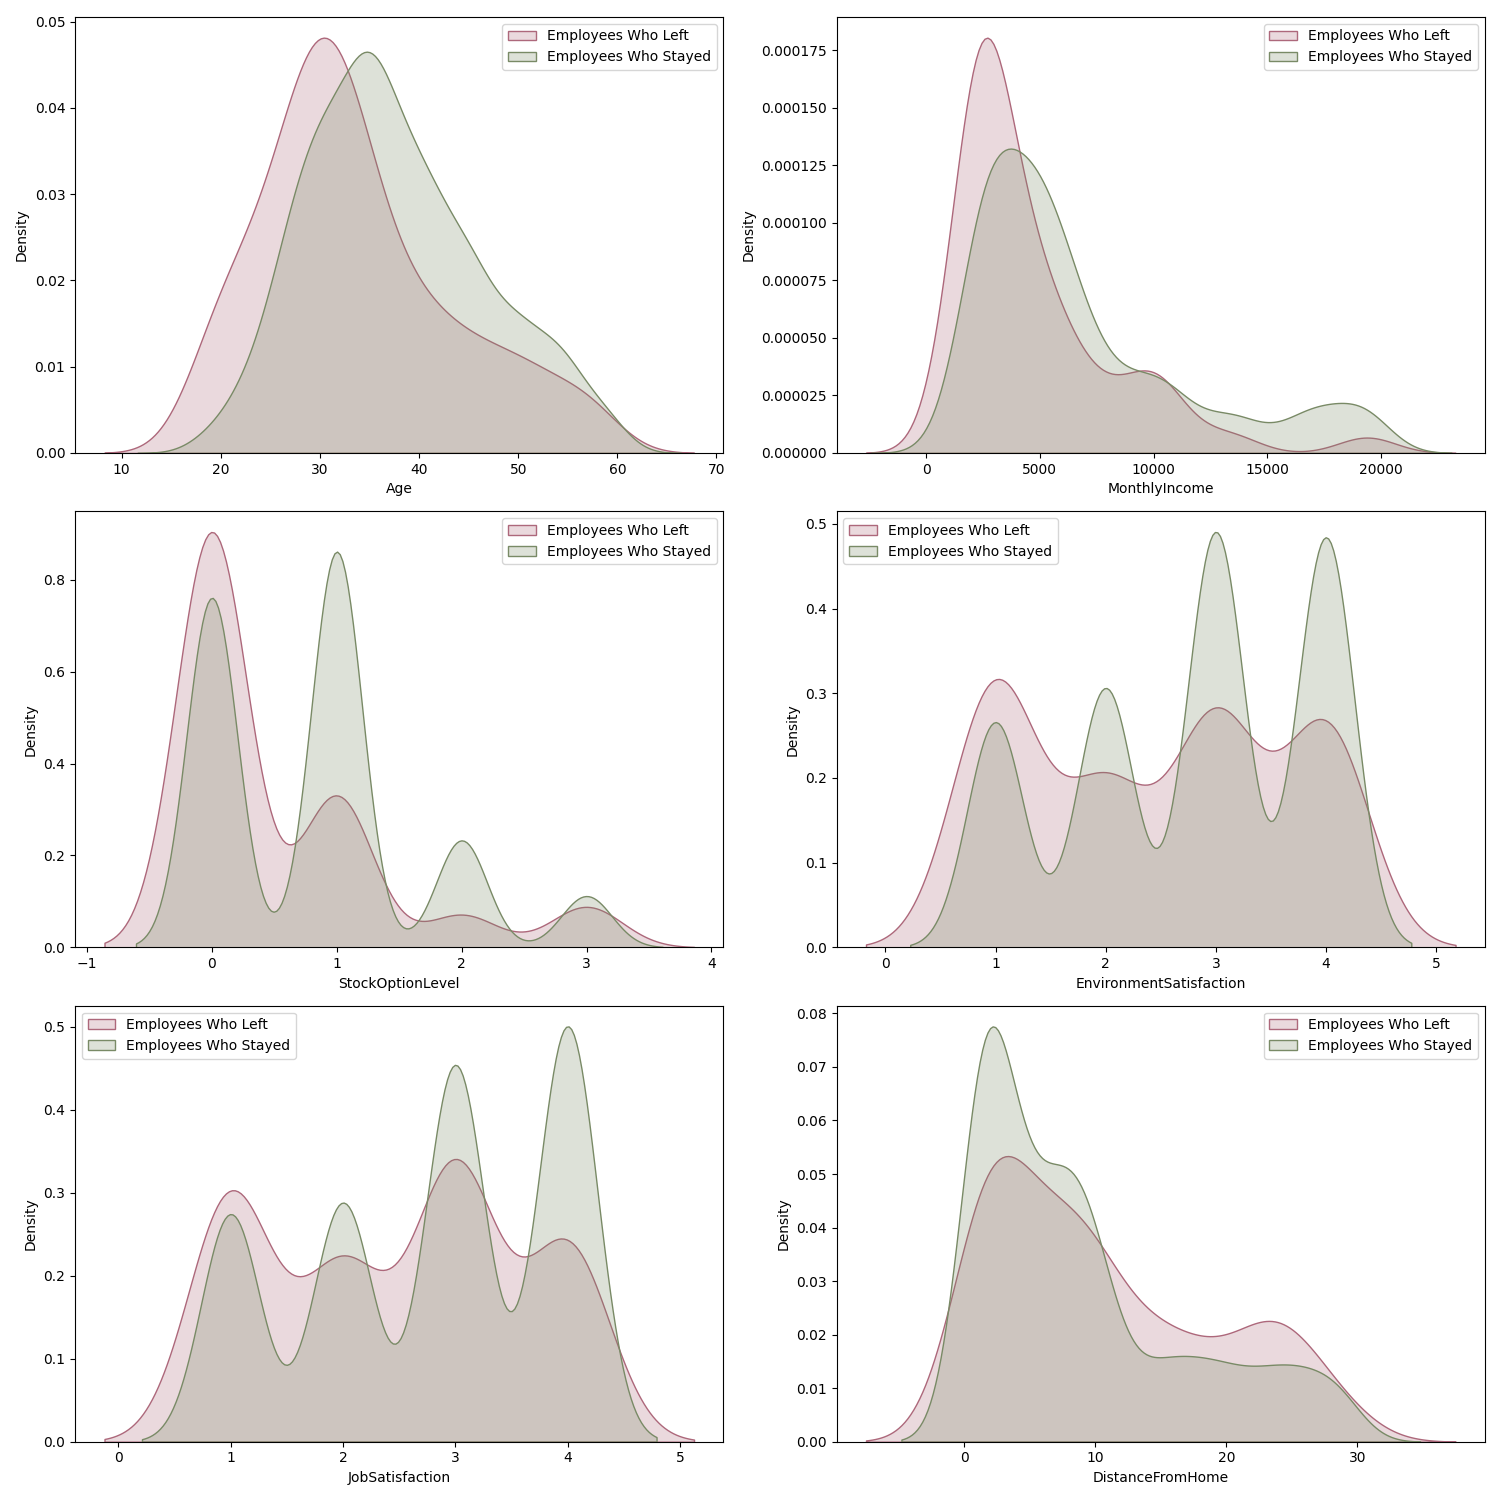 Employees Who Left
Employees Who Stayed
0.05
0.04
0.03
0.02
0.01
0.00
Density
10 20 30 40 50 60 70
Age
Employees Who Left
Employees Who Stayed
0.000175
0.000150
0.000125
0.000100
0.000075
0.000050
0.000025
0.000000
Density
0 5000 10000 15000 20000
MonthlyIncome
Employees Who Left
Employees Who Stayed
0.8
0.6
0.4
0.2
0.0
Density
−1 0 1 2 3 4
StockOptionLevel
Employees Who Left
Employees Who Stayed
0.5
0.4
0.3
0.2
0.1
0.0
Density
0 1 2 3 4 5
EnvironmentSatisfaction
Employees Who Left
Employees Who Stayed
0.5
0.4
0.3
0.2
0.1
0.0
Density
0 1 2 3 4 5
JobSatisfaction
Employees Who Left
Employees Who Stayed
0.08
0.07
0.06
0.05
0.04
0.03
0.02
0.01
0.00
Density
0 10 20 30
DistanceFromHome